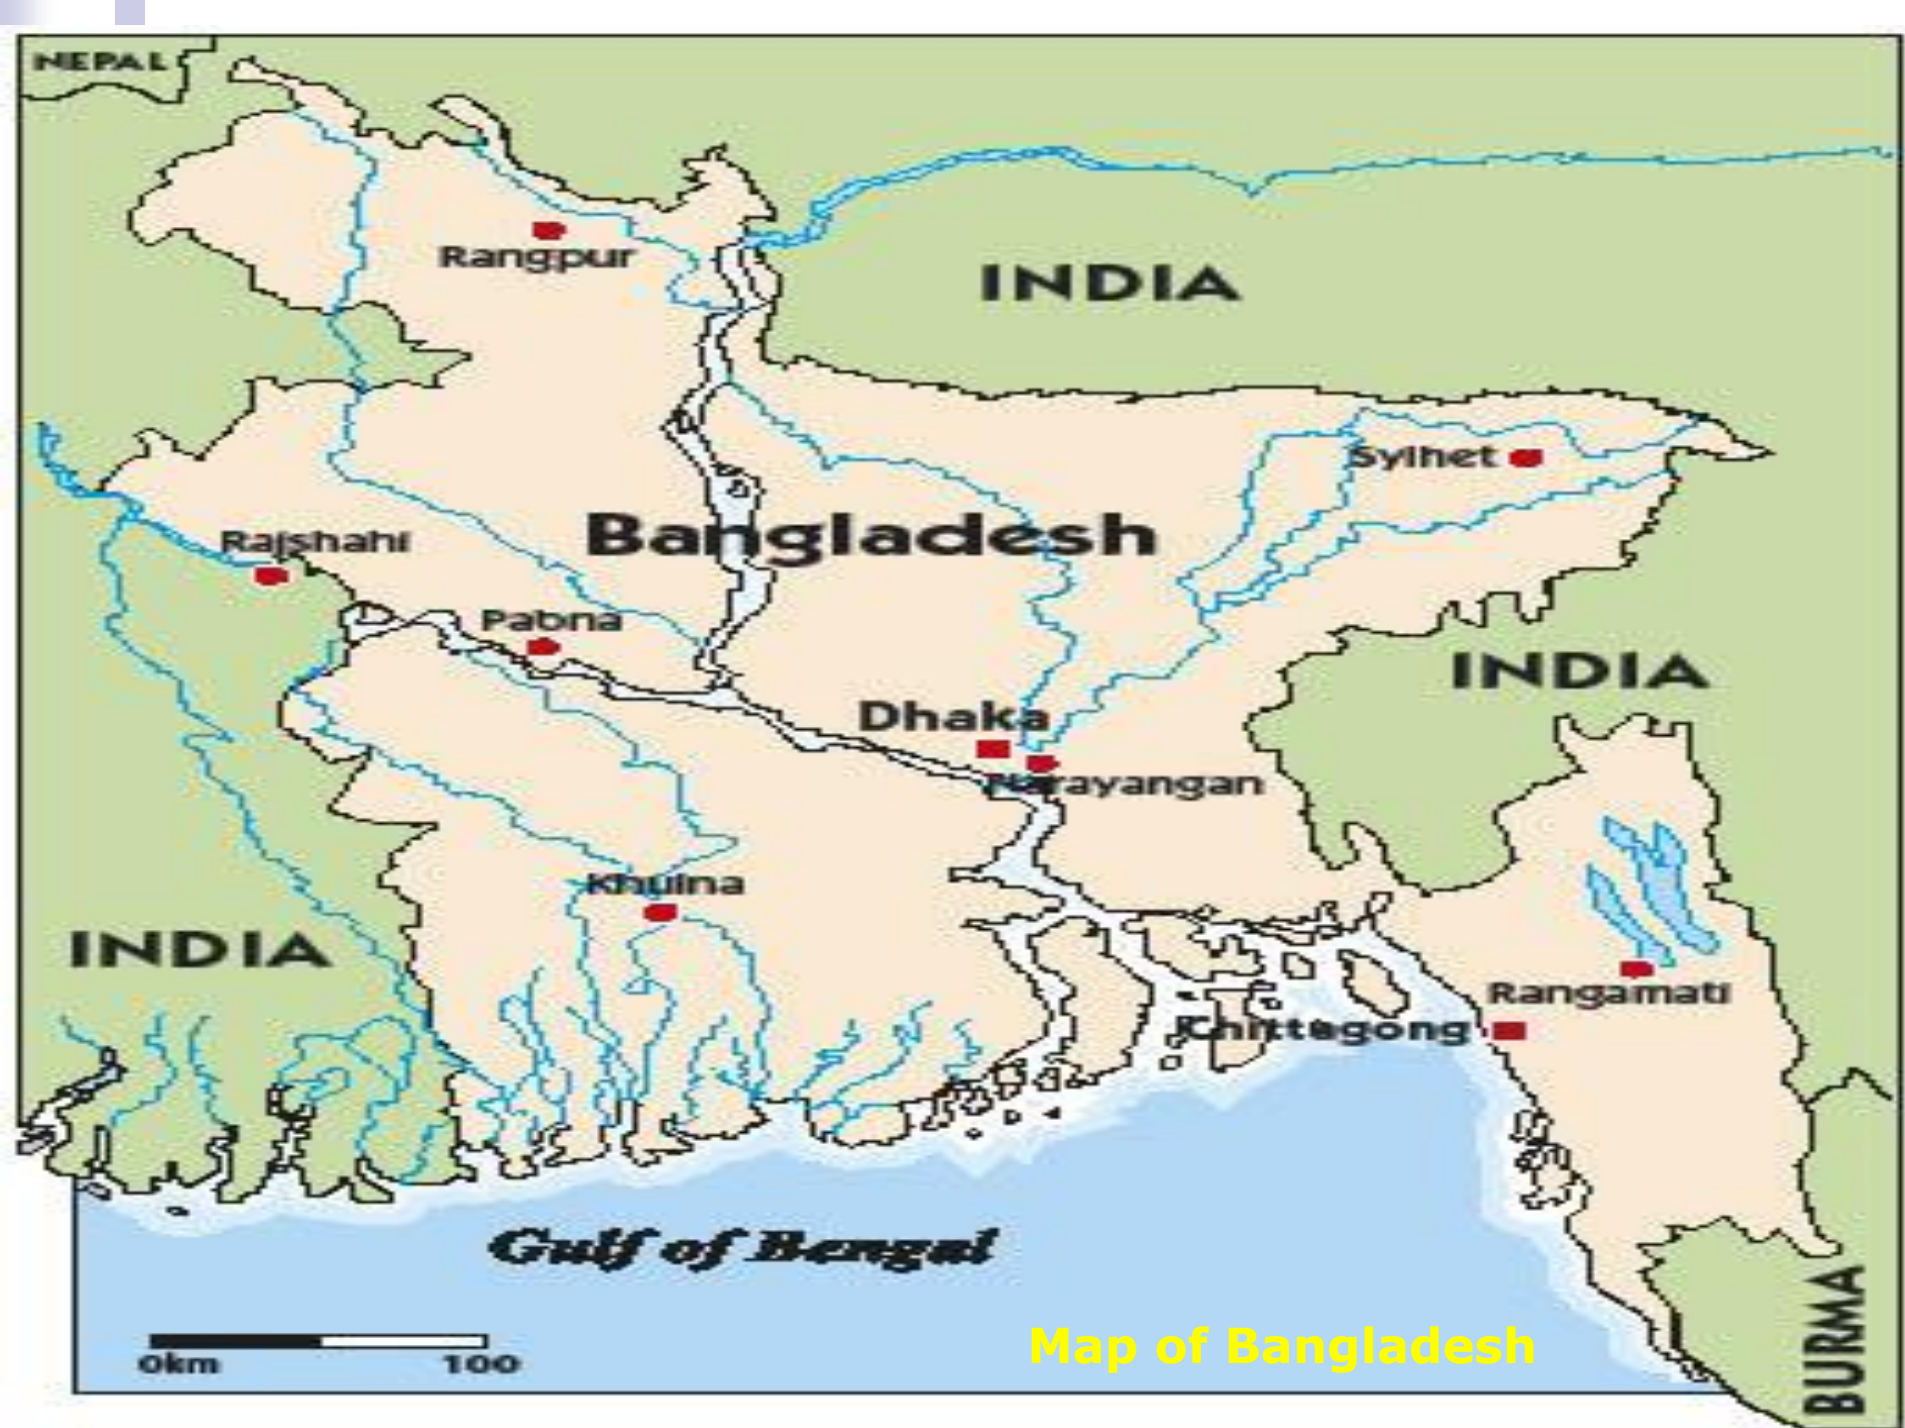 NEPAL
Rangpur
INDIA
Sylhet
Bangladesh
Rajshahi
Pabna
INDIA
Dhaka
Narayangan
Khulna
INDIA
Rangamati
Chittagong
Gulf of Bengal
BURMA
Map of Bangladesh
0km 100